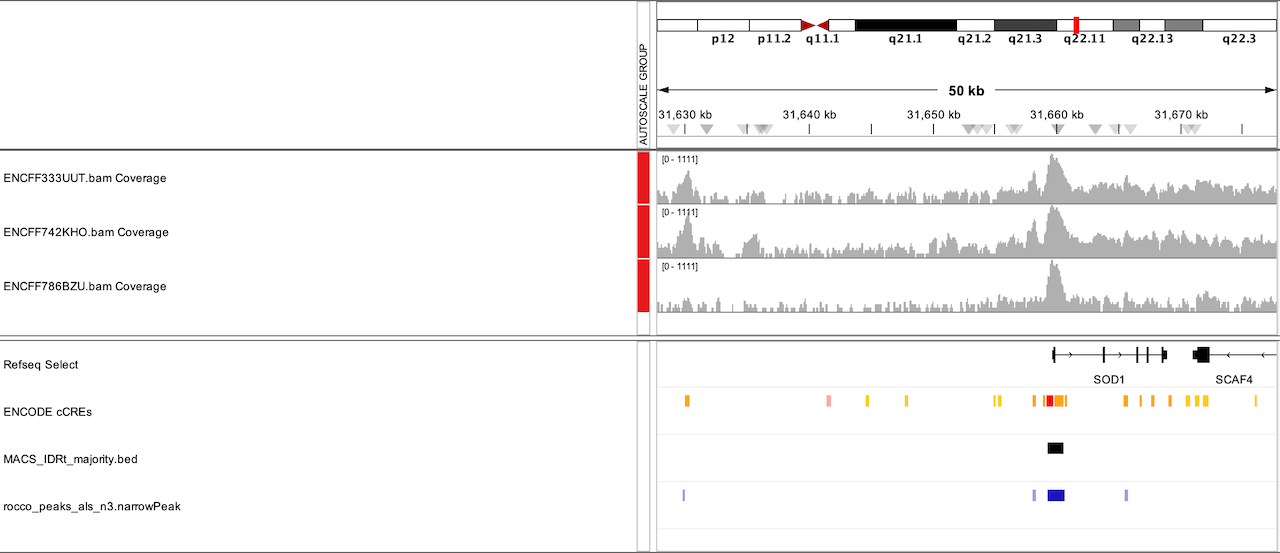 p12 p11.2 q11.1 q21.1 q21.2 q21.3 q22.11 q22.13 q22.3
AUTOSCALE GROUP
50 kb
31,630 kb 31,640 kb 31,650 kb 31,660 kb 31,670 kb
[0 - 1111]
ENCFF333UUT.bam Coverage
[0 - 1111]
ENCFF742KHO.bam Coverage
[0 - 1111]
ENCFF786BZU.bam Coverage
Refseq Select
SOD1 SCAF4
ENCODE cCREs
MACS_IDRt_majority.bed
rocco_peaks_als_n3.narrowPeak